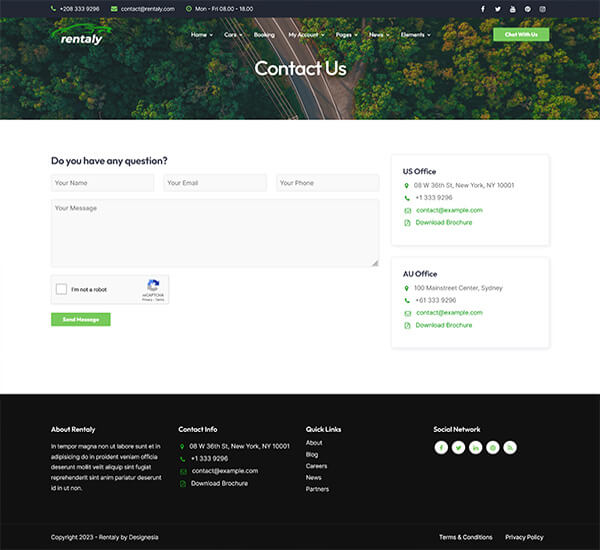 +208 333 9296 contact@rentaly.com Mon - Fri 08.00 - 18.00
rentaly Home Cars Booking My Account Pages News Elements Chat With Us
Contact Us
Do you have any question?
Your Name Your Email Your Phone
Your Message
I'm not a robot
reCAPTCHA
Privacy - Terms
Send Message
US Office
08 W 36th St, New York, NY 10001
+1 333 9296
contact@example.com
Download Brochure
AU Office
100 Mainstreet Center, Sydney
+61 333 9296
contact@example.com
Download Brochure
About Rentaly
In tempor magna non ut labore sunt et in
adipisicing do in proident veniam officia
deserunt mollit velit aliquip sint fugiat
reprehenderit sint anim pariatur deserunt
id in ut non.
Contact Info
08 W 36th St, New York, NY 10001
+1 333 9296
contact@example.com
Download Brochure
Quick Links
About
Blog
Careers
News
Partners
Social Network
Copyright 2023 - Rentaly by Designesia Terms & Conditions Privacy Policy